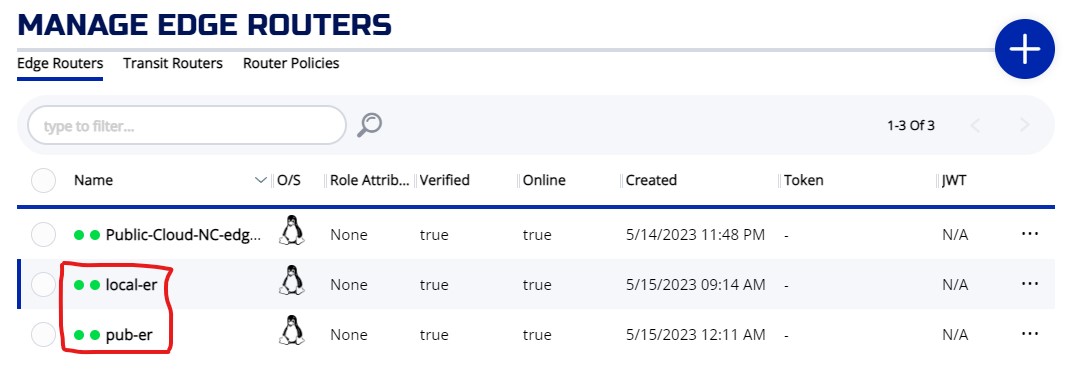 MANAGE EDGE ROUTERS
Edge Routers Transit Routers Router Policies
type to filter...
1-3 Of 3
Name O/S Role Attrib... Verified Online Created Token JWT
Public-Cloud-NC-edg... None true true 5/14/2023 11:48 PM - N/A ...
local-er None true true 5/15/2023 09:14 AM - N/A ...
pub-er None true true 5/15/2023 12:11 AM - N/A ...